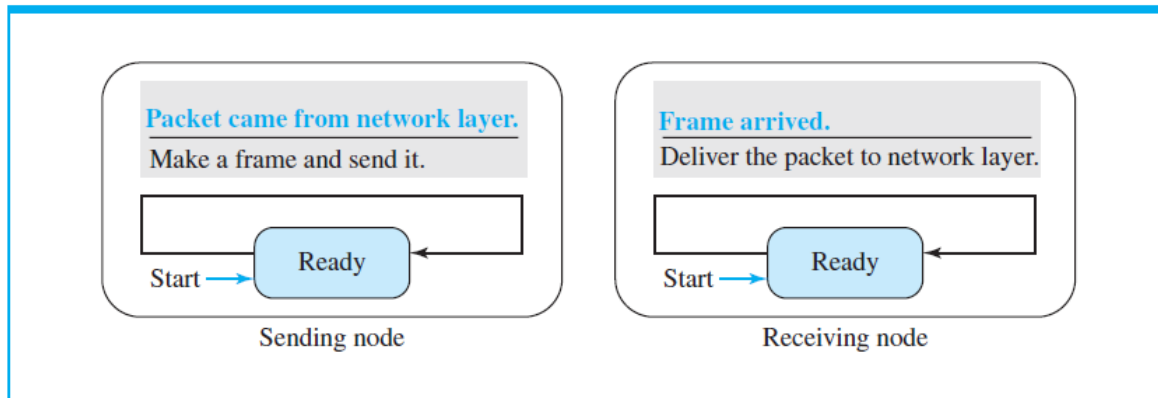 Packet came from network layer.
Make a frame and send it.
Ready
Start
Sending node
Frame arrived.
Deliver the packet to network layer.
Ready
Start
Receiving node